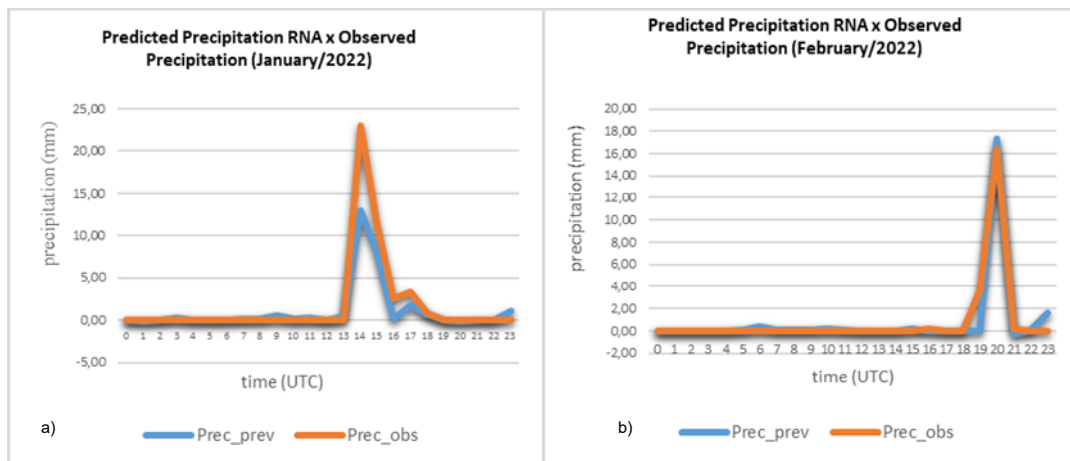 Predicted Precipitation RNA x Observed
Precipitation (January/2022)
precipitation (mm)
25,00
20,00
15,00
10,00
5,00
0,00
-5,00
0 1 2 3 4 5 6 7 8 9 10 11 12 13 14 15 16 17 18 19 20 21 22 23
time (UTC)
a)
Prec_prev Prec_obs
Predicted Precipitation RNA x Observed
Precipitation (February/2022)
precipitation (mm)
20,00
18,00
16,00
14,00
12,00
10,00
8,00
6,00
4,00
2,00
0,00
-2,00
0 1 2 3 4 5 6 7 8 9 10 11 12 13 14 15 16 17 18 19 20 21 22 23
time (UTC)
b)
Prec_prev Prec_obs